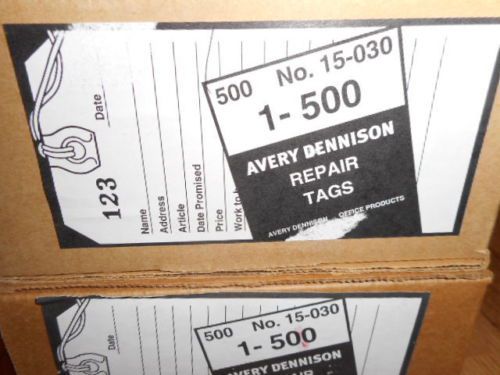 500 No. 15-030
1- 500
AVERY DENNISON
REPAIR
TAGS
AVERY DENNISON OFFICE PRODUCTS
Date
123
Name
Address
Article
Date Promised
Price
Work to
500 No. 15-030
1- 500
AVERY DENNISON
REPAIR
Date